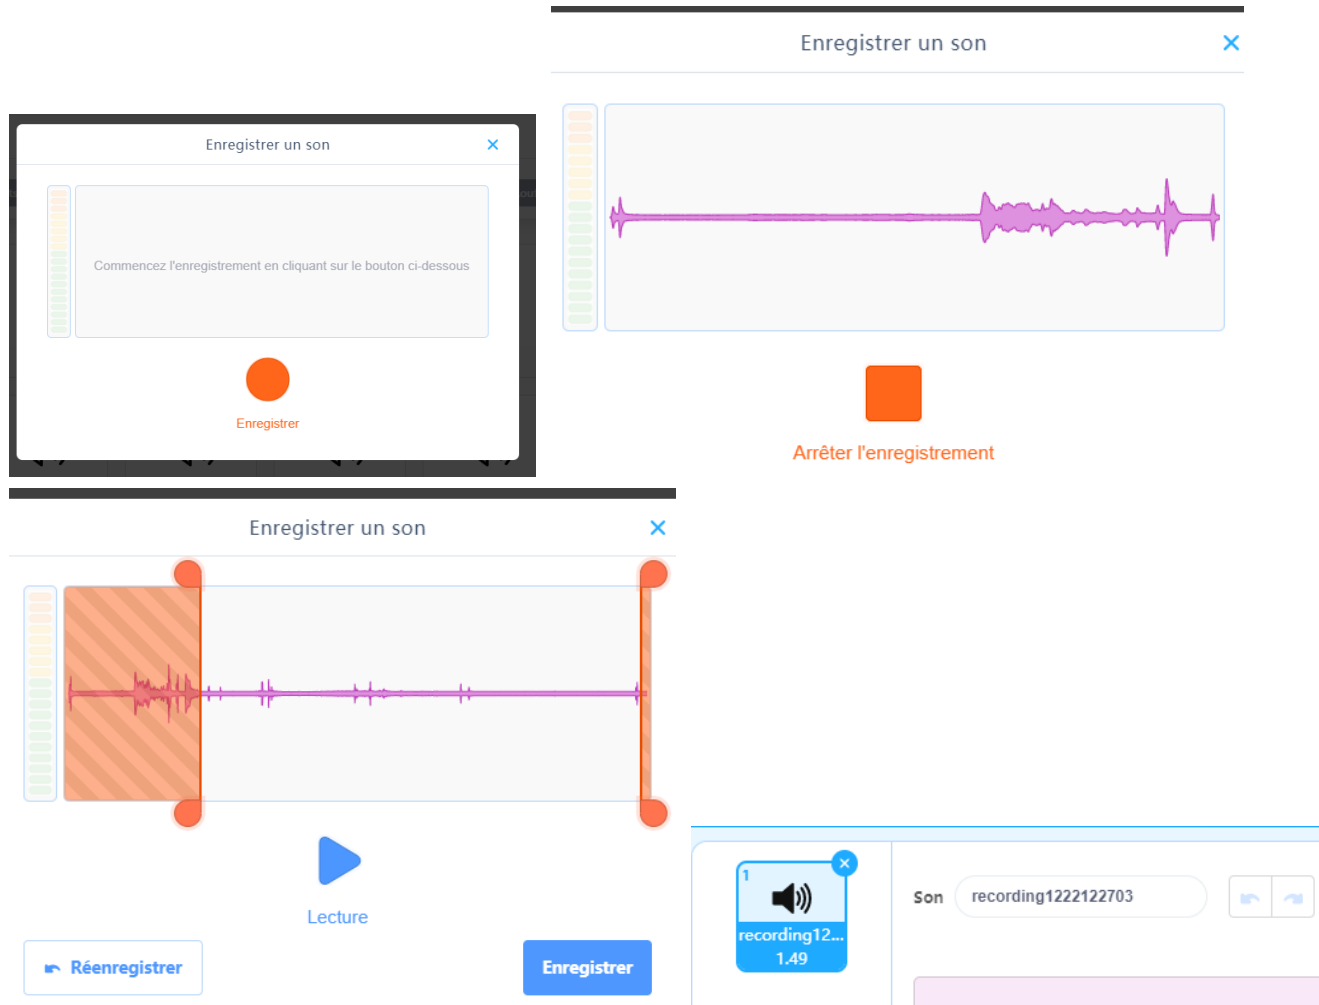 Enregistrer un son
Commencez l'enregistrement en cliquant sur le bouton ci-dessous
Enregistrer
Enregistrer un son
Arrêter l'enregistrement
Enregistrer un son
Lecture
Réenregistrer
Enregistrer
1
recording12...
1.49
Son
recording1222122703